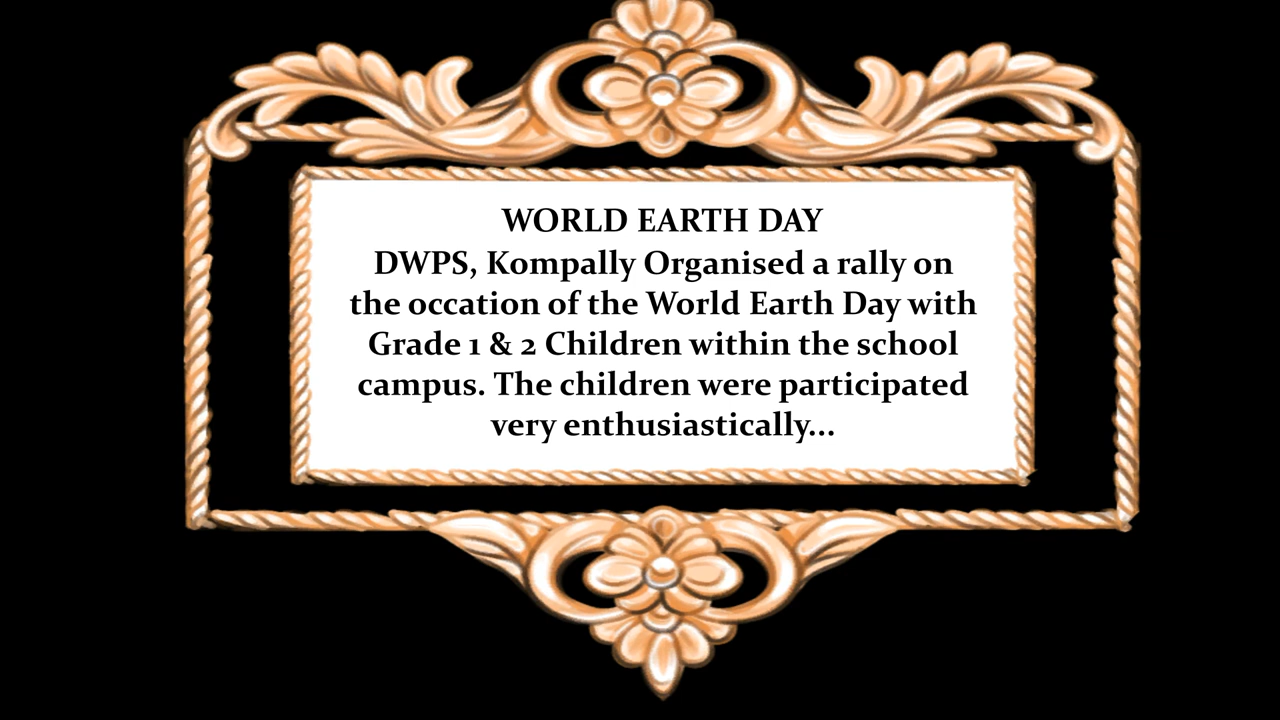 WORLD EARTH DAY
DWPS, Kompally Organised a rally on
the occation of the World Earth Day with
Grade 1 & 2 Children within the school
campus. The children were participated
very enthusiastically...